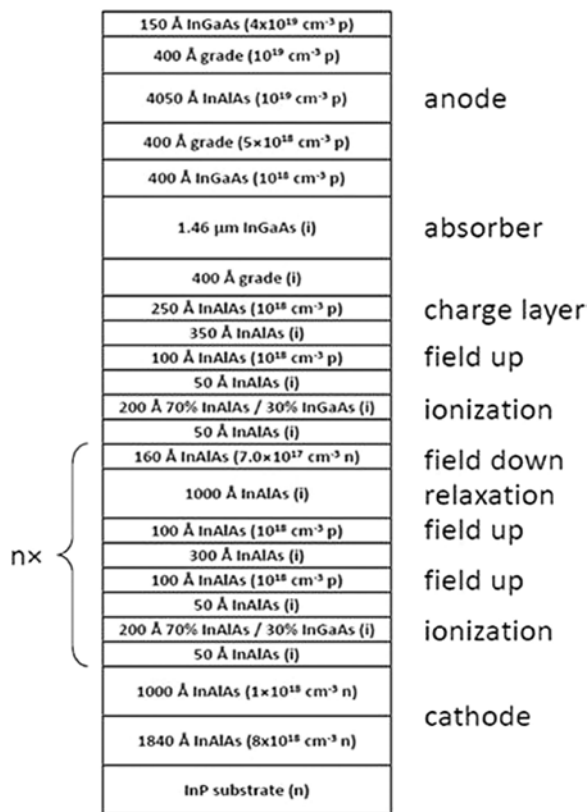 150 Å InGaAs (4x10¹⁹ cm⁻³ p)
400 Å grade (10¹⁹ cm⁻³ p)
4050 InAlAs (10¹⁹ cm⁻³ p)
anode
400 Å grade (5×10¹⁸ cm⁻³ p)
400 Å InGaAs (10¹⁸ cm⁻³ p)
1.46 µm InGaAs (i)
absorber
400 Å grade (i)
250 Å InAlAs (10¹⁸ cm⁻³ p)
charge layer
350 InAlAs (i)
100 Å InAlAs (10¹⁸ cm⁻³ p)
field up
50 InAlAs (i)
200 Å 70% InAlAs / 30% InGaAs (i)
ionization
50 InAlAs (i)
160 Å InAlAs (7.0×10¹⁷ cm⁻³ n)
field down
1000 InAlAs (i)
relaxation
100 Å InAlAs (10¹⁸ cm⁻³ p)
field up
300 InAlAs (i)
n×
100 Å InAlAs (10¹⁸ cm⁻³ p)
field up
50 InAlAs (i)
200 Å 70% InAlAs / 30% InGaAs (i)
ionization
50 InAlAs (i)
1000 InAlAs (1×10¹⁸ cm⁻³ n)
cathode
1840 InAlAs (8x10¹⁸ cm⁻³ n)
InP substrate (n)